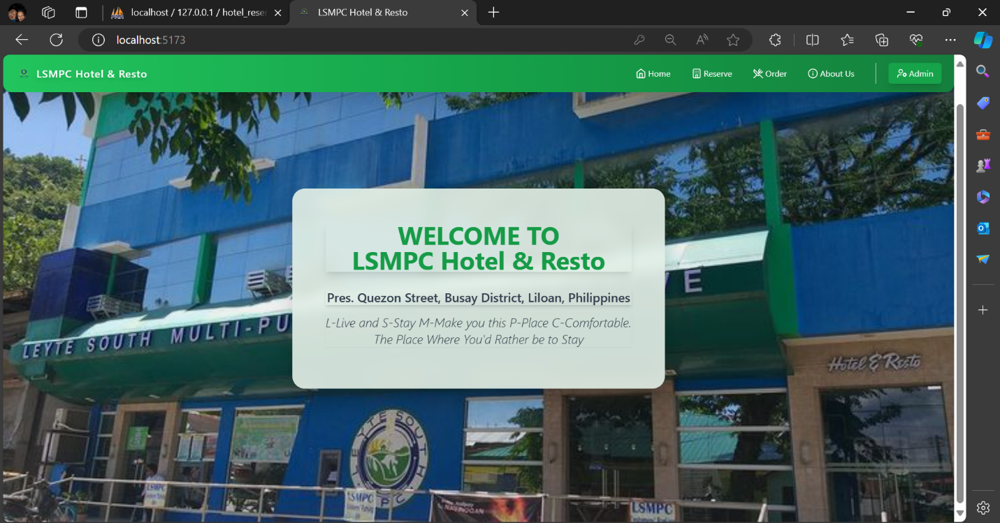 localhost / 127.0.0.1 / hotel_rese
LSMPC Hotel & Resto
localhost:5173
LSMPC Hotel & Resto
Home
Reserve
Order
About Us
Admin
WELCOME TO
LSMPC Hotel & Resto
Pres. Quezon Street, Busay District, Liloan, Philippines
L-Live and S-Stay M-Make you this P-Place C-Comfortable.
The Place Where You'd Rather be to Stay
LEYTE SOUTH MULTI-PU
VE
Hotel & Resto
LEYTE SOUTH
PC
LSMPC
LSMPC
LSMPC